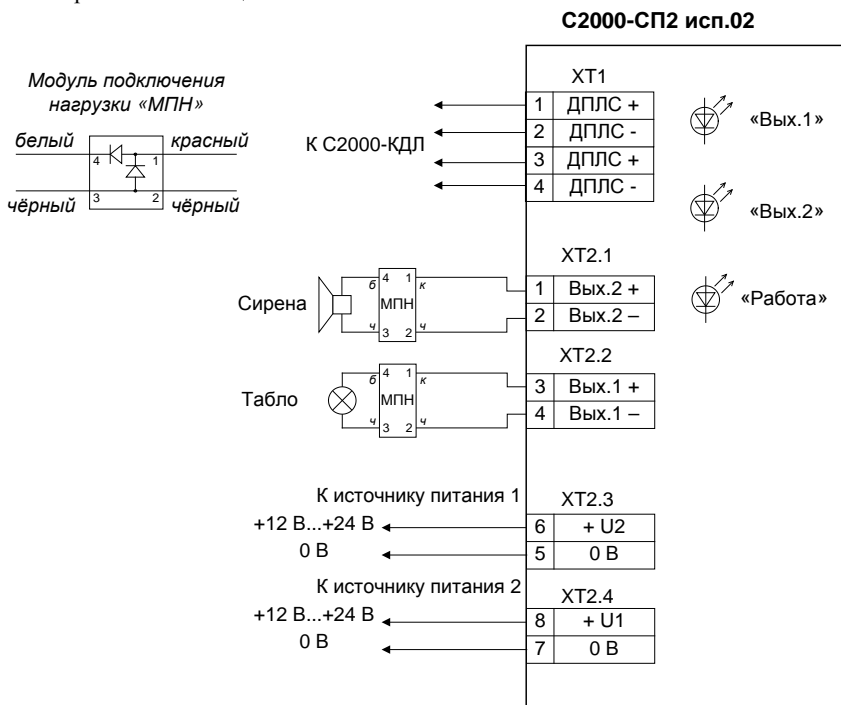 С2000-СП2 исп.02
Модуль подключения
нагрузки «МПН»
белый
красный
4
1
3
2
чёрный
чёрный
К С2000-КДЛ
XT1
1 ДПЛС +
2 ДПЛС -
3 ДПЛС +
4 ДПЛС -
«Вых.1»
«Вых.2»
«Работа»
Сирена
б 4 1 к
МПН
ч 3 2 ч
XT2.1
1 Вых.2 +
2 Вых.2 –
Табло
б 4 1 к
МПН
ч 3 2 ч
XT2.2
3 Вых.1 +
4 Вых.1 –
К источнику питания 1
+12 В...+24 В
0 В
XT2.3
6 + U2
5 0 В
К источнику питания 2
+12 В...+24 В
0 В
XT2.4
8 + U1
7 0 В